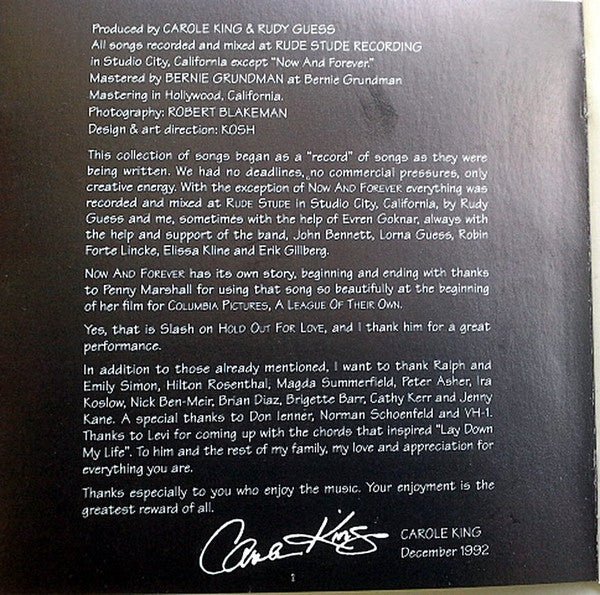 Produced by CAROLE KING & RUDY GUESS
All songs recorded and mixed at RUDE STUDE RECORDING
in Studio City, California except "Now And Forever."
Mastered by BERNIE GRUNDMAN at Bernie Grundman
Mastering in Hollywood, California.
Photography: ROBERT BLAKEMAN
Design & art direction: KOSH
This collection of songs began as a "record" of songs as they were
being written. We had no deadlines, no commercial pressures, only
creative energy. With the exception of NOW AND FOREVER everything was
recorded and mixed at RUDE STUDE in Studio City, California, by Rudy
Guess and me, sometimes with the help of Evren Goknar, always with
the help and support of the band, John Bennett, Lorna Guess, Robin
Forte Lincke, Elissa Kline and Erik Gillberg.
NOW AND FOREVER has its own story, beginning and ending with thanks
to Penny Marshall for using that song so beautifully at the beginning
of her film for COLUMBIA PICTURES, A LEAGUE OF THEIR OWN.
Yes, that is Slash on HOLD OUT FOR LOVE, and I thank him for a great
performance.
In addition to those already mentioned, I want to thank Ralph and
Emily Simon, Hilton Rosenthal, Magda Summerfield, Peter Asher, Ira
Koslow, Nick Ben-Meir, Brian Diaz, Brigette Barr, Cathy Kerr and Jenny
Kane. A special thanks to Don Ienner, Norman Schoenfeld and VH-1.
Thanks to Levi for coming up with the chords that inspired "Lay Down
My Life". To him and the rest of my family, my love and appreciation for
everything you are.
Thanks especially to you who enjoy the music. Your enjoyment is the
greatest reward of all.
Carole King
CAROLE KING
December 1992